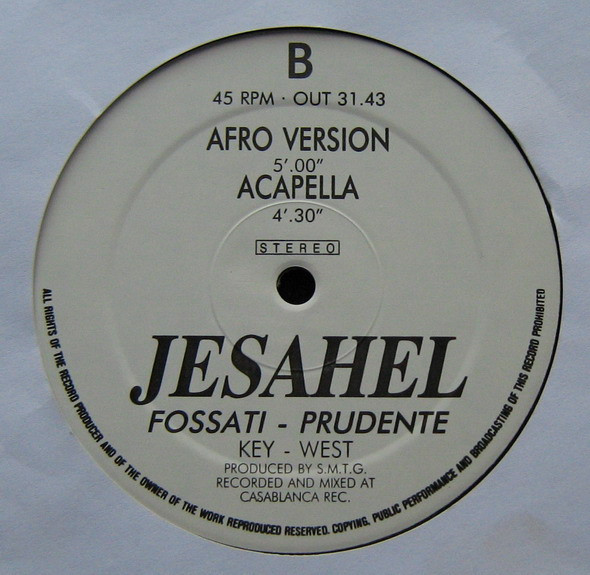 B
45 RPM · OUT 31.43
AFRO VERSION
5'.00"
ACAPELLA
4'.30"
STEREO
JESAHEL
FOSSATI - PRUDENTE
KEY - WEST
PRODUCED BY S.M.T.G.
RECORDED AND MIXED AT
CASABLANCA REC.
ALL RIGHTS OF THE RECORD PRODUCER AND OF THE OWNER OF THE WORK REPRODUCED RESERVED. COPYING, PUBLIC PERFORMANCE AND BROADCASTING OF THIS RECORD PROHIBITED